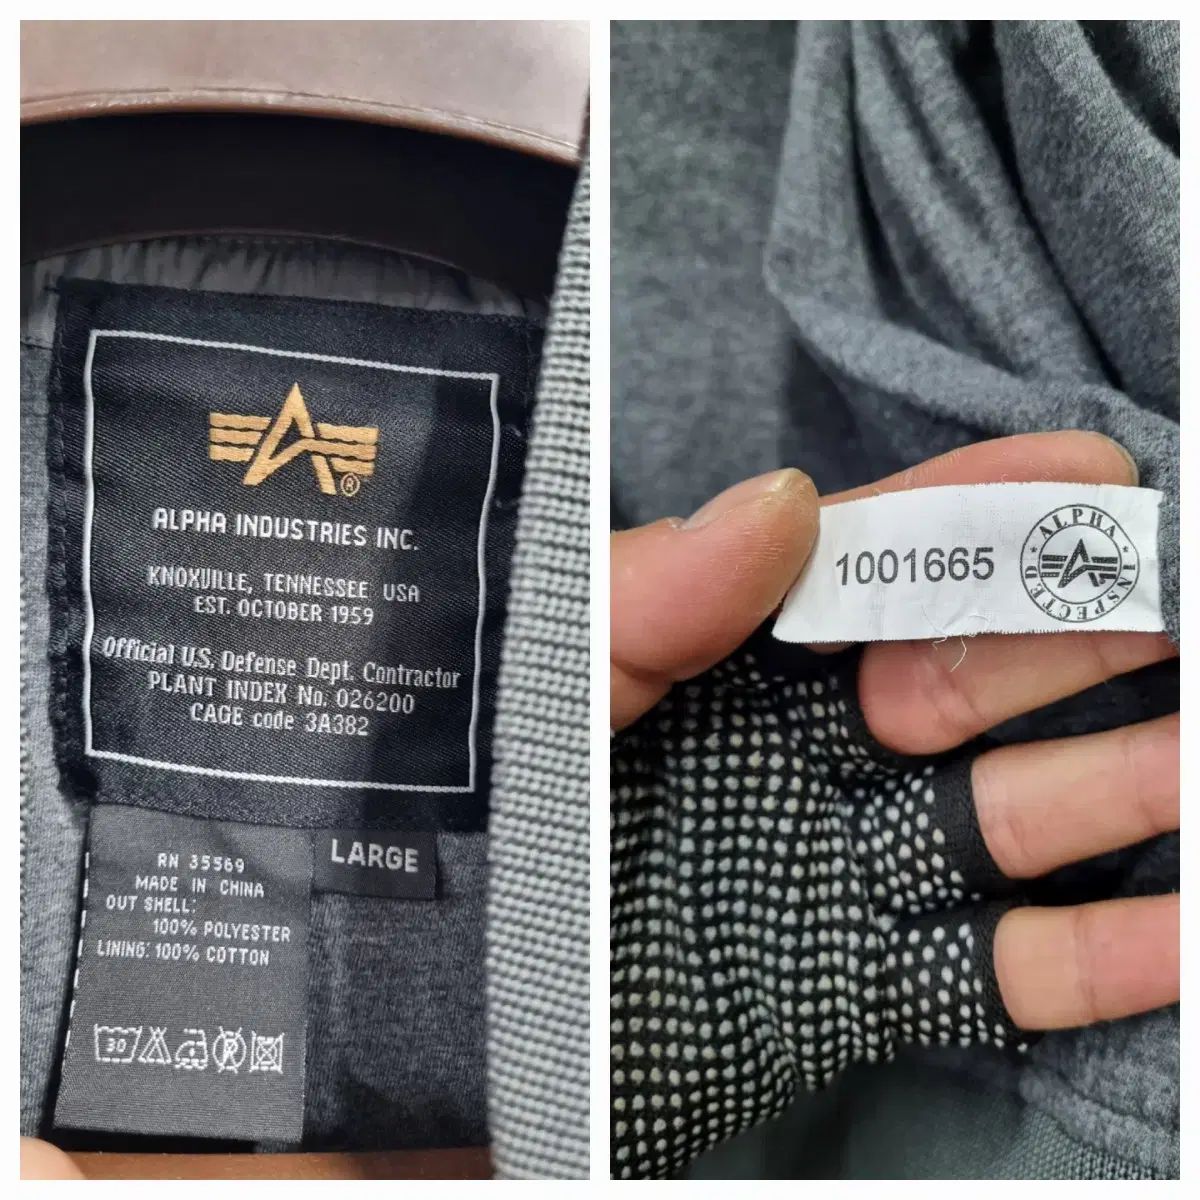 ®
ALPHA INDUSTRIES INC.
KNOXVILLE, TENNESSEE USA
EST. OCTOBER 1959
Official U.S. Defense Dept. Contractor
PLANT INDEX No. 026200
CAGE code 3A382
LARGE
RN 35569
MADE IN CHINA
OUT SHELL:
100% POLYESTER
LINING: 100% COTTON
30
1001665
ALPHA
INSPECTED